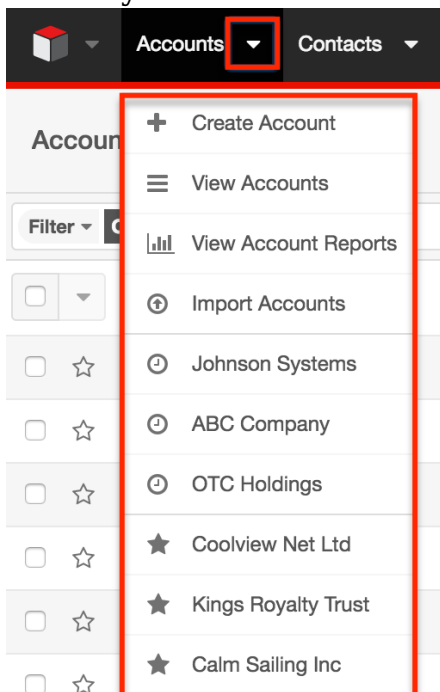 Accounts
Contacts
Accoun
Create Account
View Accounts
Filter
View Account Reports
Import Accounts
Johnson Systems
ABC Company
OTC Holdings
Coolview Net Ltd
Kings Royalty Trust
Calm Sailing Inc